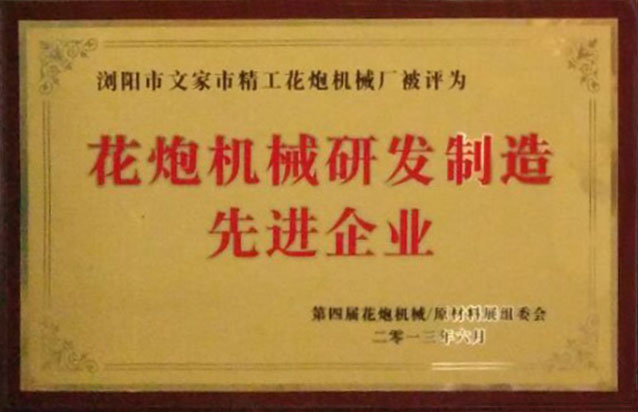 浏阳市文家市精工花炮机械厂被评为
花炮机械研发制造
先进企业
第四届花炮机械/原材料展组委会
二零一三年六月